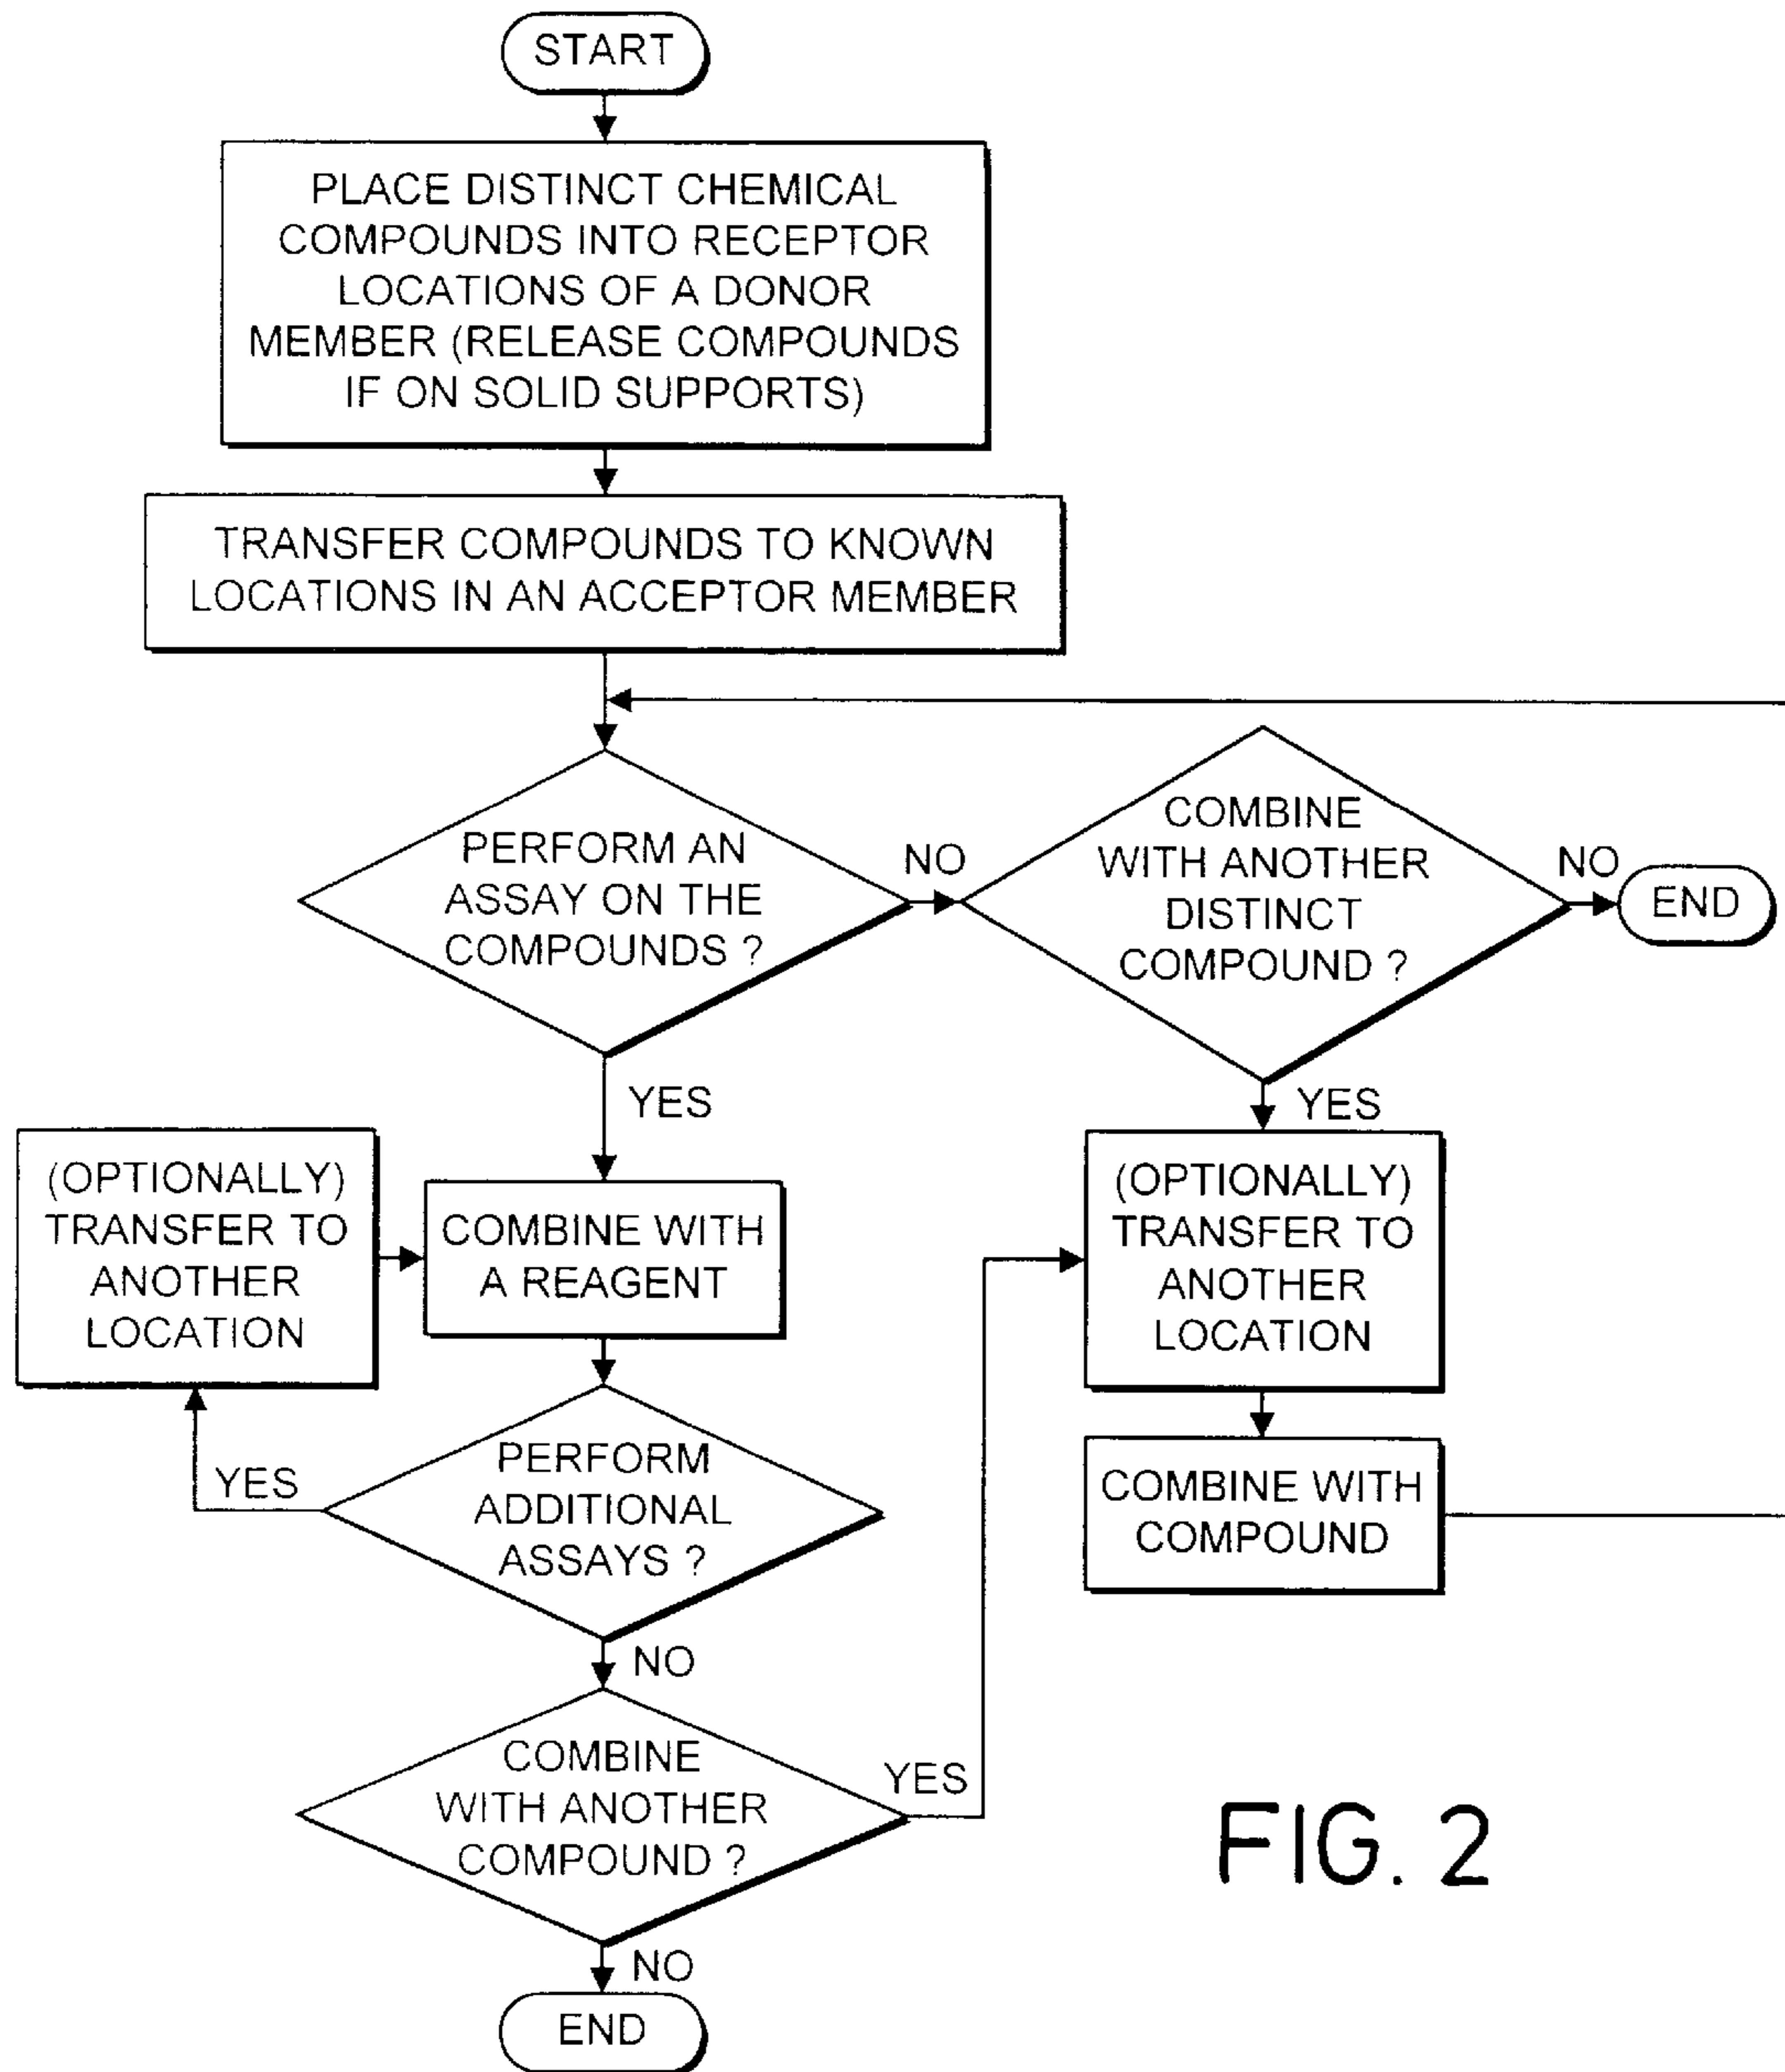 START
PLACE DISTINCT CHEMICAL
COMPOUNDS INTO RECEPTOR
LOCATIONS OF A DONOR
MEMBER (RELEASE COMPOUNDS
IF ON SOLID SUPPORTS)
TRANSFER COMPOUNDS TO KNOWN
LOCATIONS IN AN ACCEPTOR MEMBER
PERFORM AN
ASSAY ON THE
COMPOUNDS ?
NO
COMBINE
WITH ANOTHER
DISTINCT
COMPOUND ?
NO
END
YES
YES
(OPTIONALLY)
TRANSFER TO
ANOTHER
LOCATION
COMBINE WITH
A REAGENT
(OPTIONALLY)
TRANSFER TO
ANOTHER
LOCATION
PERFORM
ADDITIONAL
ASSAYS ?
YES
COMBINE WITH
COMPOUND
NO
COMBINE
WITH ANOTHER
COMPOUND ?
YES
NO
END
FIG. 2